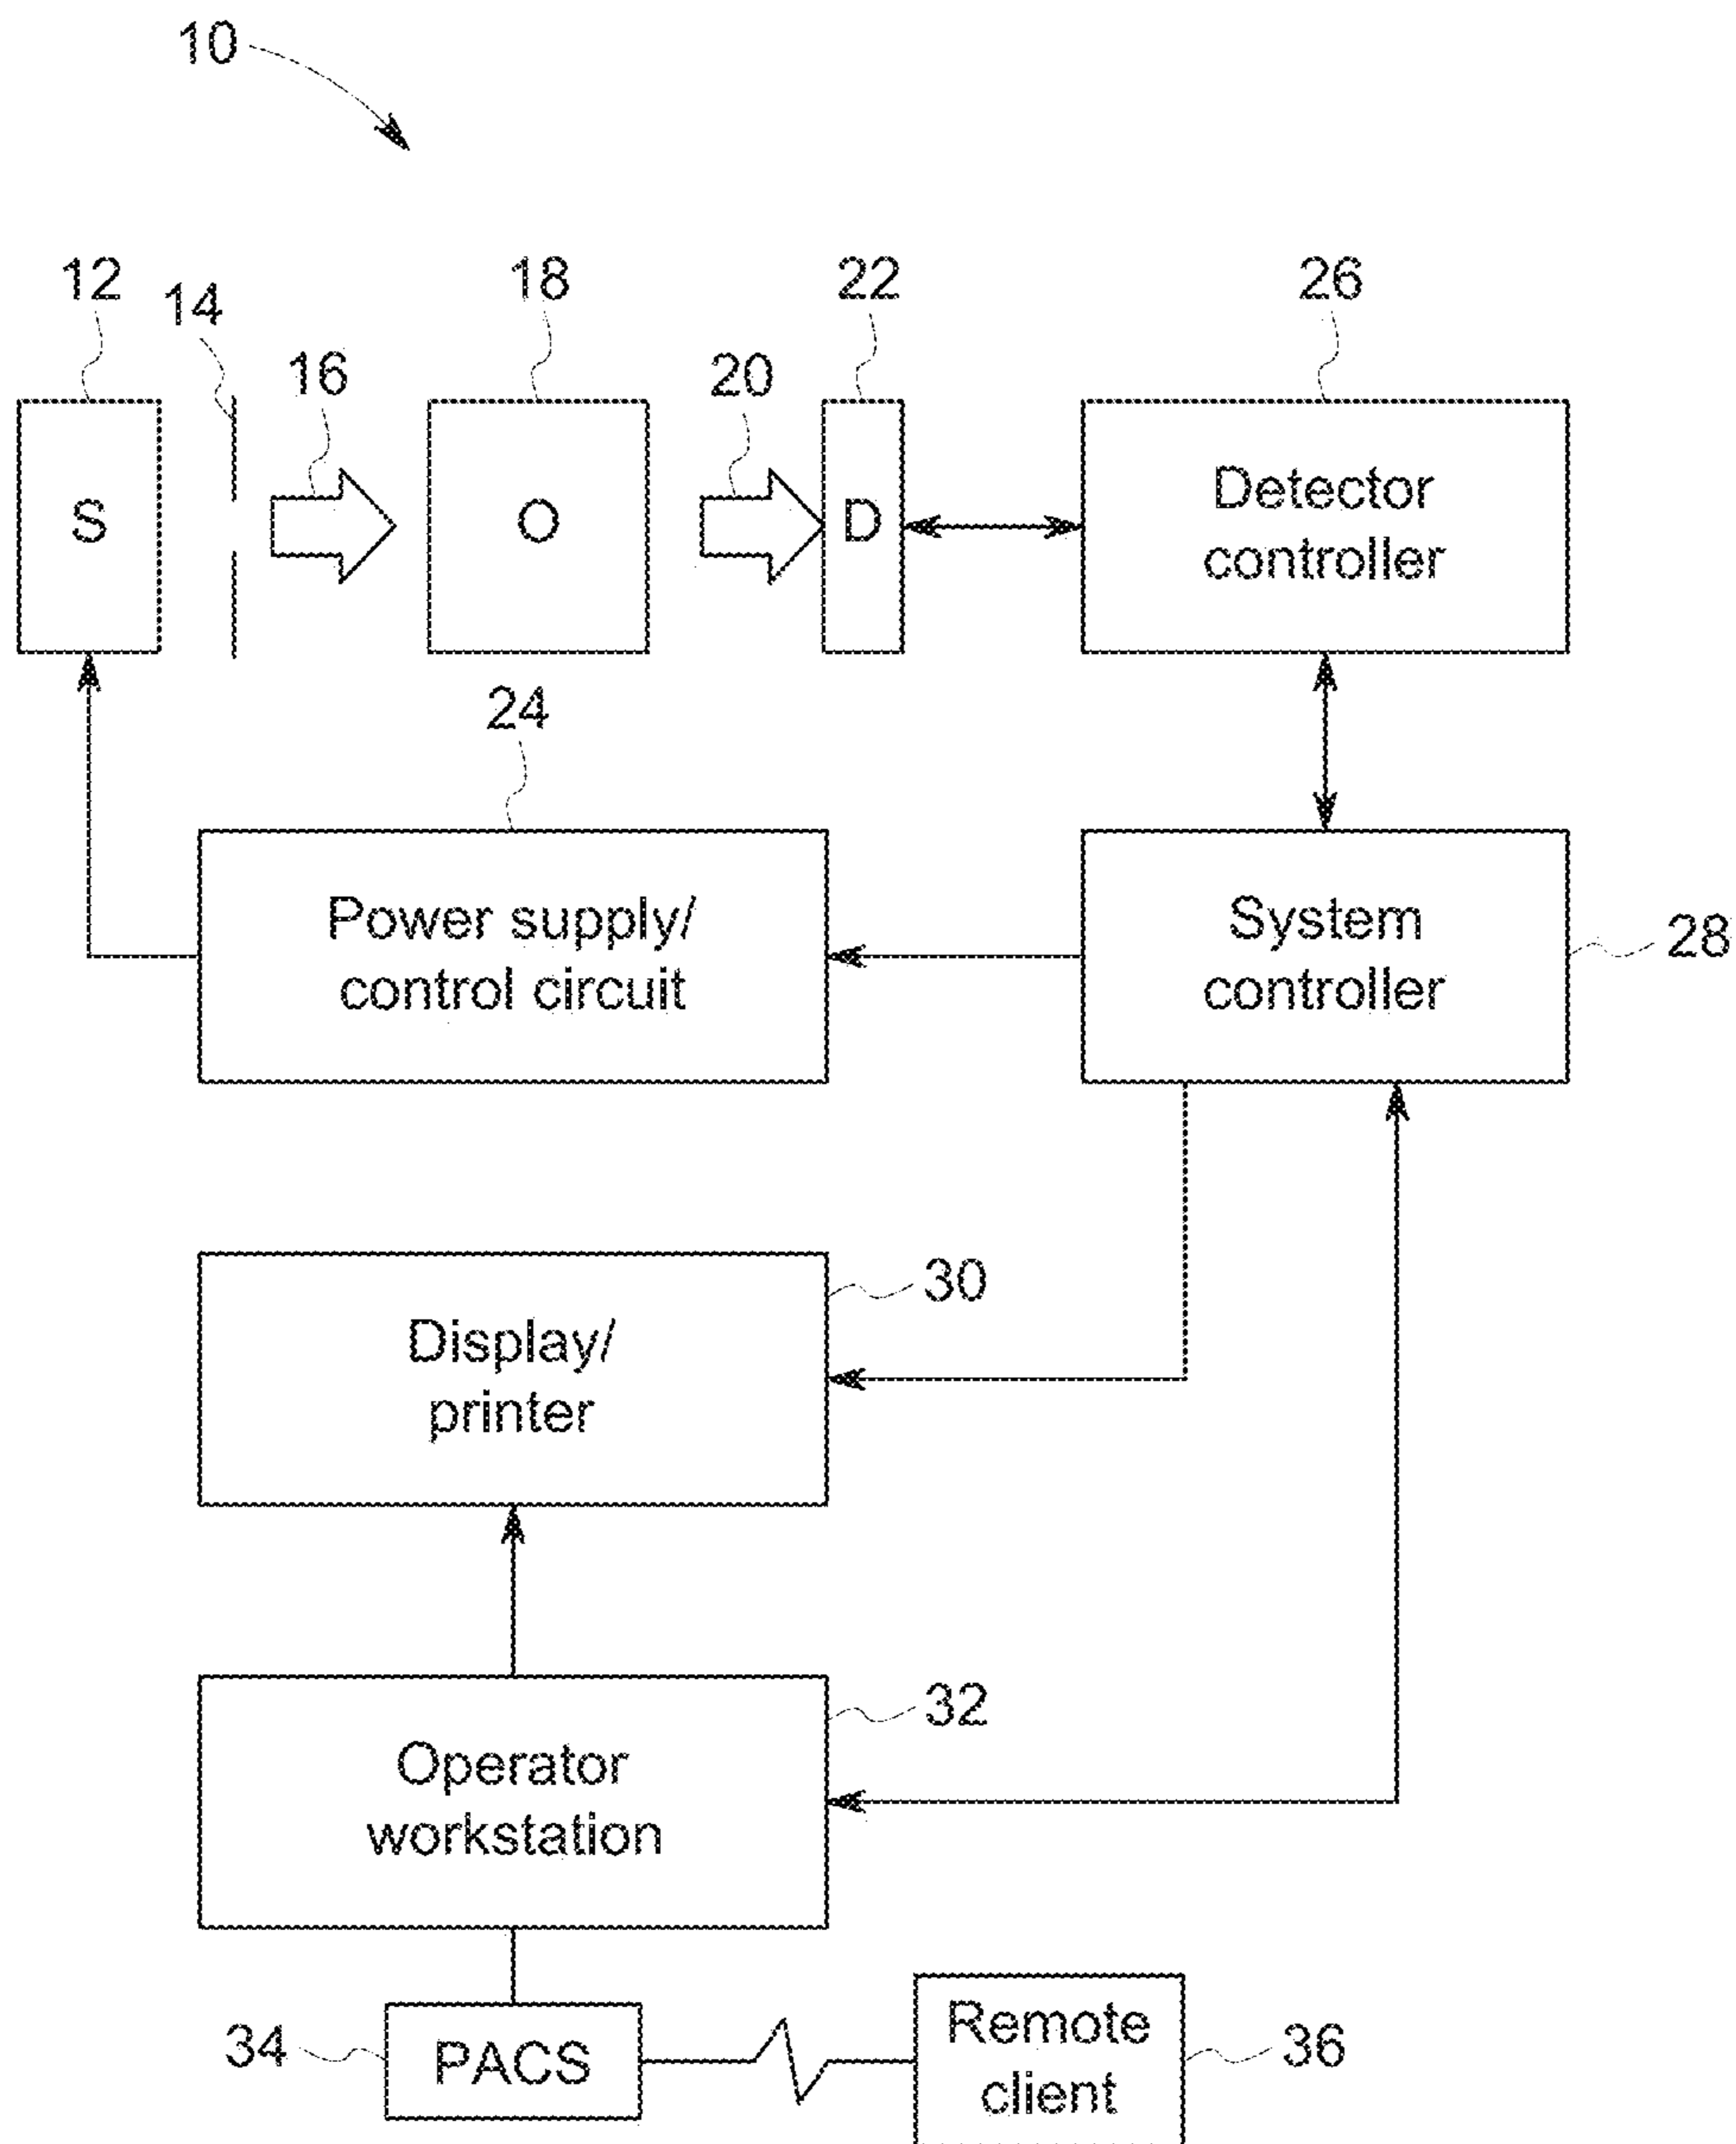 10
12
14
16
18
20
22
26
S
O
D
Detector
controller
24
Power supply/
control circuit
System
controller
28
30
Display/
printer
32
Operator
workstation
34
PACS
Remote
client
36